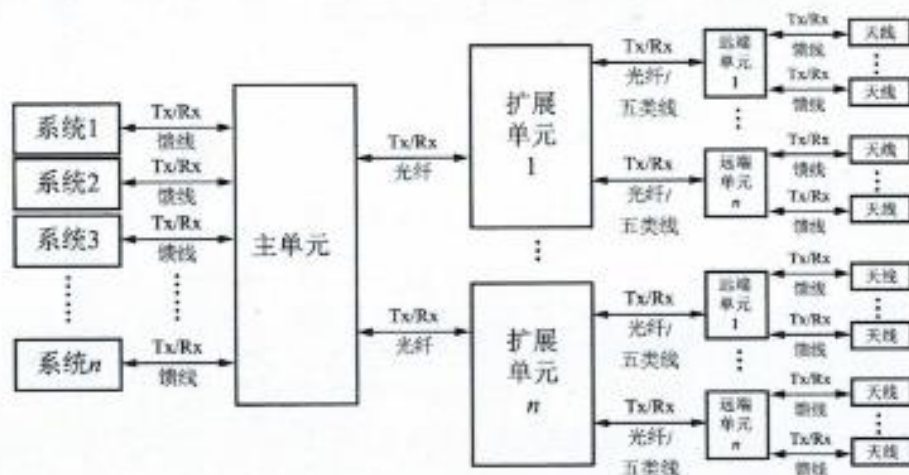 系统1
Tx/Rx
馈线
系统2
Tx/Rx
馈线
系统3
Tx/Rx
馈线
系统n
Tx/Rx
馈线
主单元
Tx/Rx
光纤
Tx/Rx
光纤
扩展
单元
1
Tx/Rx
光纤/
五类线
Tx/Rx
光纤/
五类线
远端
单元
1
Tx/Rx
馈线
天线
Tx/Rx
馈线
天线
远端
单元
n
Tx/Rx
馈线
天线
Tx/Rx
馈线
天线
扩展
单元
n
Tx/Rx
光纤/
五类线
Tx/Rx
光纤/
五类线
远端
单元
1
Tx/Rx
馈线
天线
Tx/Rx
馈线
天线
远端
单元
n
Tx/Rx
馈线
天线
Tx/Rx
馈线
天线